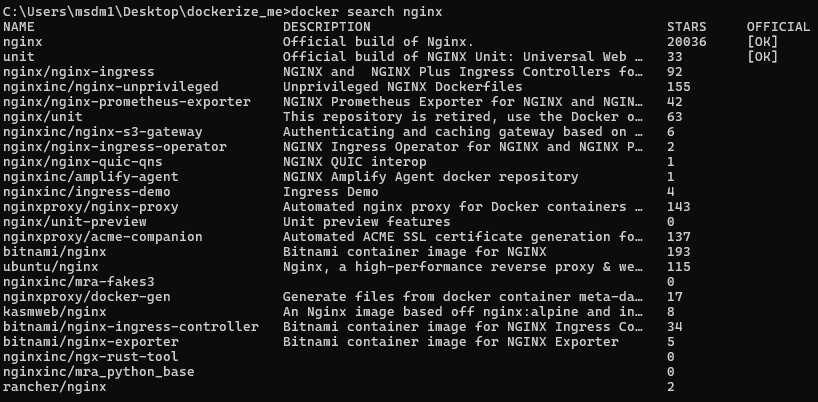 C:\Users\msdm1\Desktop\dockerize_me>docker search nginx
NAME DESCRIPTION STARS OFFICIAL
nginx Official build of Nginx. 20036 [OK]
unit Official build of NGINX Unit: Universal Web … 33 [OK]
nginx/nginx-ingress NGINX and  NGINX Plus Ingress Controllers fo… 92
nginxinc/nginx-unprivileged Unprivileged NGINX Dockerfiles 155
nginx/nginx-prometheus-exporter NGINX Prometheus Exporter for NGINX and NGIN… 42
nginx/unit This repository is retired, use the Docker o… 63
nginxinc/nginx-s3-gateway Authenticating and caching gateway based on … 6
nginx/nginx-ingress-operator NGINX Ingress Operator for NGINX and NGINX P… 2
nginx/nginx-quic-qns NGINX QUIC interop 1
nginxinc/amplify-agent NGINX Amplify Agent docker repository 1
nginxinc/ingress-demo Ingress Demo 4
nginxproxy/nginx-proxy Automated nginx proxy for Docker containers … 143
nginx/unit-preview Unit preview features 0
nginxproxy/acme-companion Automated ACME SSL certificate generation fo… 137
bitnami/nginx Bitnami container image for NGINX 193
ubuntu/nginx Nginx, a high-performance reverse proxy & we… 115
nginxinc/mra-fakes3 0
nginxproxy/docker-gen Generate files from docker container meta-da… 17
kasmweb/nginx An Nginx image based off nginx:alpine and in… 8
bitnami/nginx-ingress-controller Bitnami container image for NGINX Ingress Co… 34
bitnami/nginx-exporter Bitnami container image for NGINX Exporter 5
nginxinc/ngx-rust-tool 0
nginxinc/mra_python_base 0
rancher/nginx 2